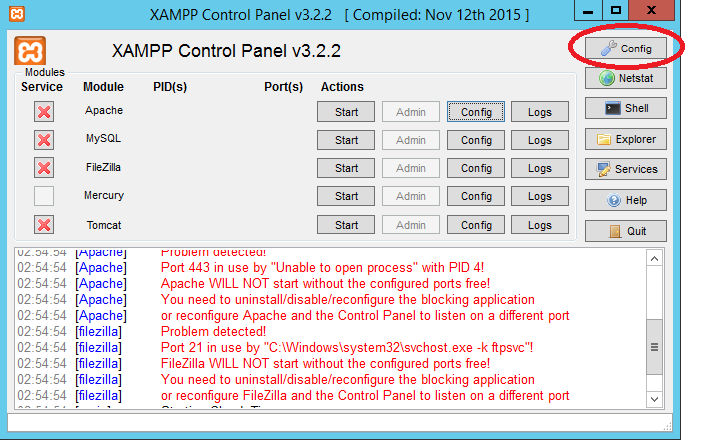 XAMPP Control Panel v3.2.2 [ Compiled: Nov 12th 2015 ]
XAMPP Control Panel v3.2.2
Config
Modules
Service Module PID(s) Port(s) Actions
Netstat
Apache Start Admin Config Logs
Shell
MySQL Start Admin Config Logs
Explorer
FileZilla Start Admin Config Logs
Services
Mercury Start Admin Config Logs
Help
Tomcat Start Admin Config Logs
Quit
02:54:54 [Apache] Problem detected!
02:54:54 [Apache] Port 443 in use by "Unable to open process" with PID 4!
02:54:54 [Apache] Apache WILL NOT start without the configured ports free!
02:54:54 [Apache] You need to uninstall/disable/reconfigure the blocking application
02:54:54 [Apache] or reconfigure Apache and the Control Panel to listen on a different port
02:54:54 [filezilla] Problem detected!
02:54:54 [filezilla] Port 21 in use by "C:\Windows\system32\svchost.exe -k ftpsvc"!
02:54:54 [filezilla] FileZilla WILL NOT start without the configured ports free!
02:54:54 [filezilla] You need to uninstall/disable/reconfigure the blocking application
02:54:54 [filezilla] or reconfigure FileZilla and the Control Panel to listen on a different port